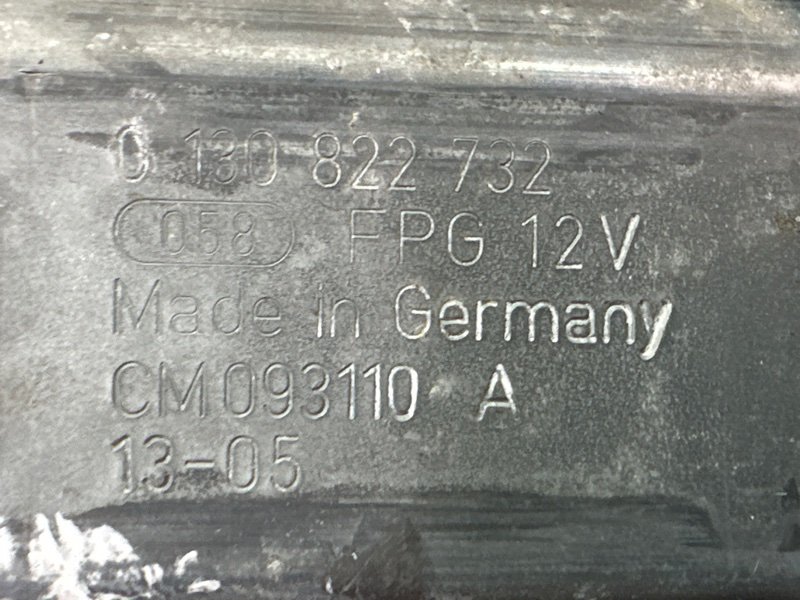 0 130 822 732
058 FPG 12V
Made in Germany
CM093110 A
13-05